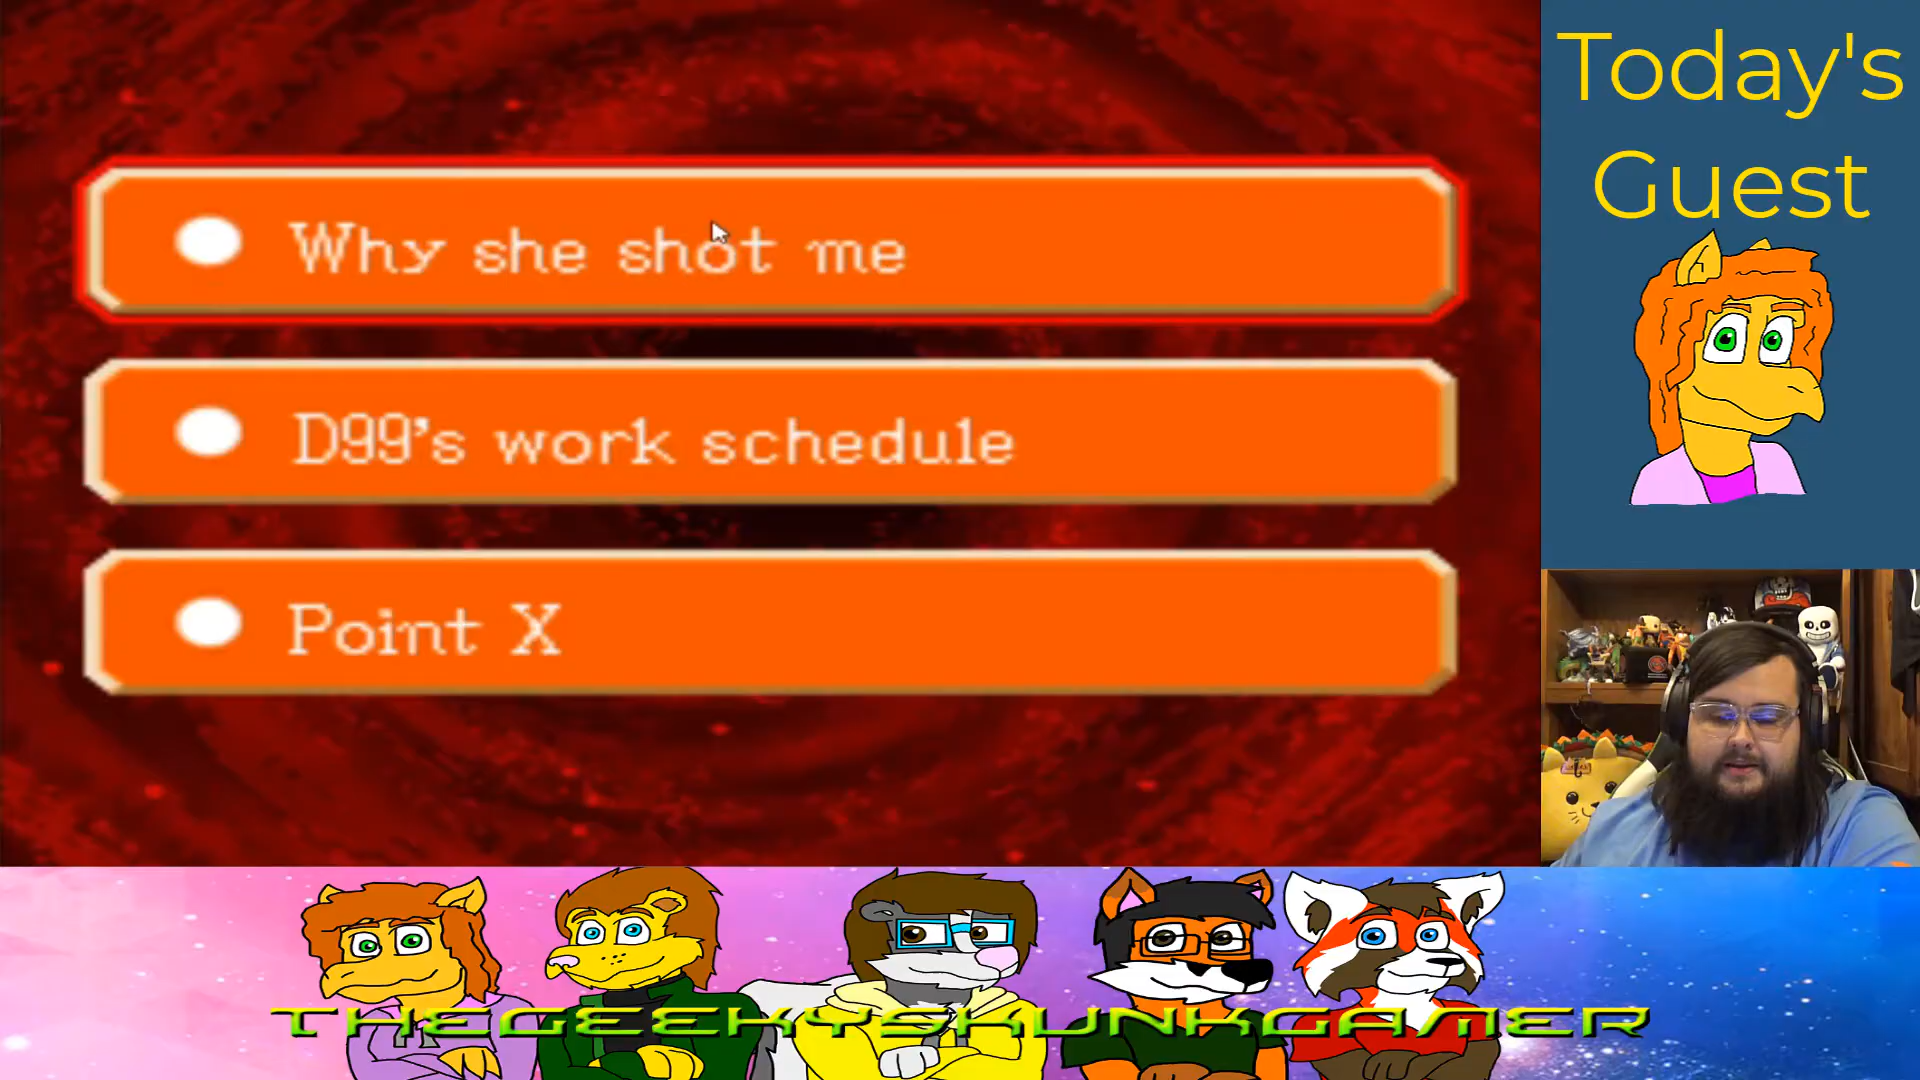 Today's
Guest
Why she shot me
D99's work schedule
Point X
THEGEEKYSKUNKGAMER